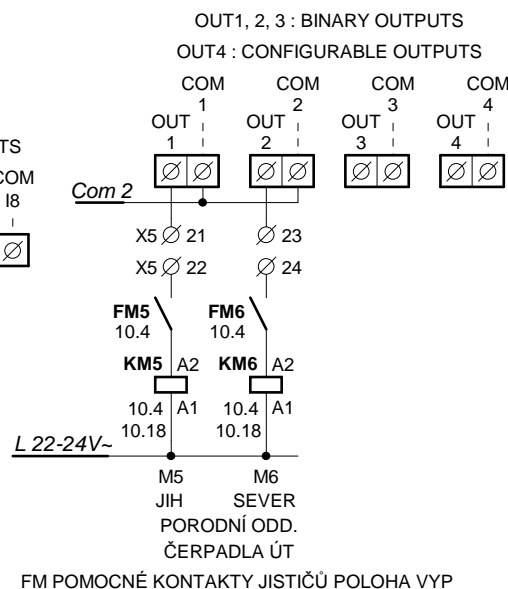 OUT1, 2, 3 : BINARY OUTPUTS
OUT4 : CONFIGURABLE OUTPUTS
COM COM COM COM
1 2 3 4
OUT OUT OUT OUT
1 2 3 4
TS
COM
I8
Com 2
X5 21 23
X5 22 24
FM5 FM6
10.4 10.4
KM5 A2 KM6 A2
10.4 A1 10.4 A1
10.18 10.18
L 22-24V~
M5 M6
JIH SEVER
PORODNÍ ODD.
ČERPADLA ÚT
FM POMOCNÉ KONTAKTY JISTIČŮ POLOHA VYP